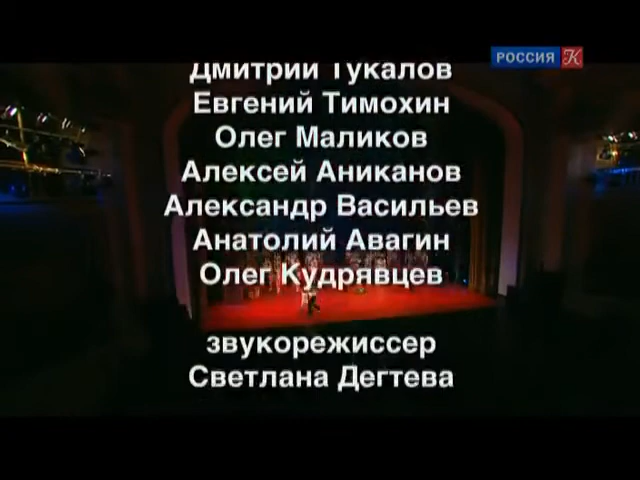 РОССИЯ К
Дмитрий Тукалов
Евгений Тимохин
Олег Маликов
Алексей Аниканов
Александр Васильев
Анатолий Авагин
Олег Кудрявцев
звукорежиссер
Светлана Дегтева